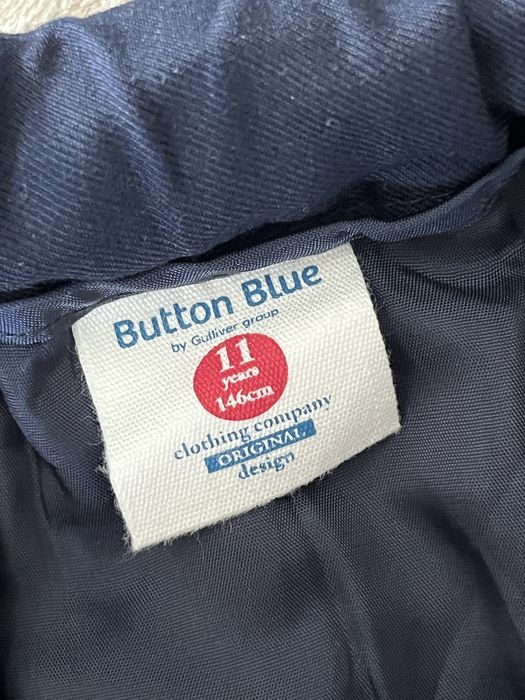 Button Blue
by Gulliver group
11
years
146cm
clothing company
ORIGINAL
design